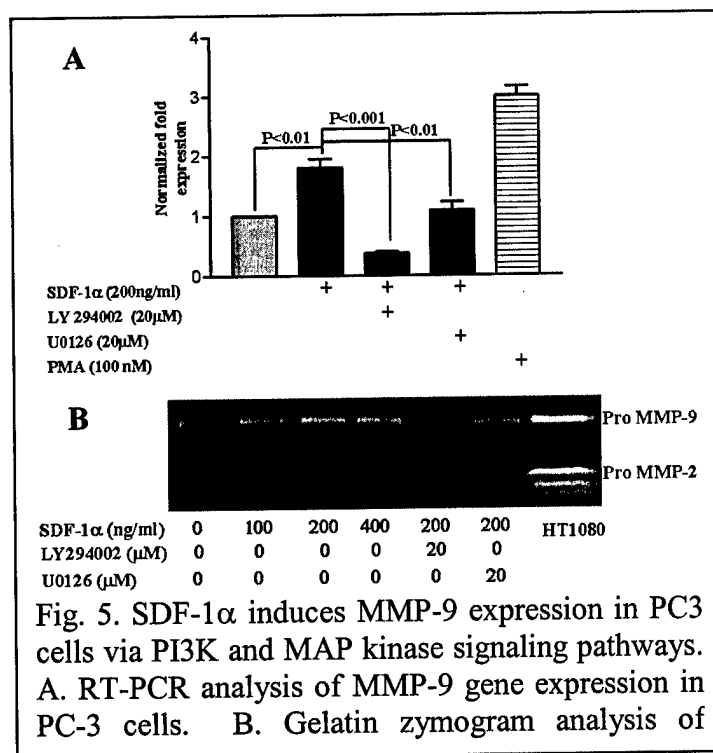 A
4
3
2
1
0
Normalized fold
expression
P<0.001
P<0.01
P<0.01
SDF-1α (200ng/ml) + + +
LY 294002 (20μM) +
U0126 (20μM) +
PMA (100 nM) +
B
Pro MMP-9
Pro MMP-2
SDF-1α (ng/ml) 0 100 200 400 200 200 HT1080
LY294002 (μM) 0 0 0 0 20 0
U0126 (μM) 0 0 0 0 0 20
Fig. 5. SDF-1α induces MMP-9 expression in PC3
cells via PI3K and MAP kinase signaling pathways.
A. RT-PCR analysis of MMP-9 gene expression in
PC-3 cells. B. Gelatin zymogram analysis of